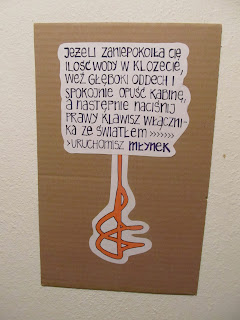 JEŻELI ZANIEPOKOIŁA CIĘ
ILOŚĆ WODY W KLOZECIE,
WEŹ GŁĘBOKI ODDECH I
SPOKOJNIE OPUŚĆ KABINĘ,
A NASTĘPNIE NACIŚNIJ
PRAWY KLAWISZ WŁĄCZNI-
KA ZE ŚWIATŁEM >>>>>>>
>URUCHOMISZ MŁYNEK